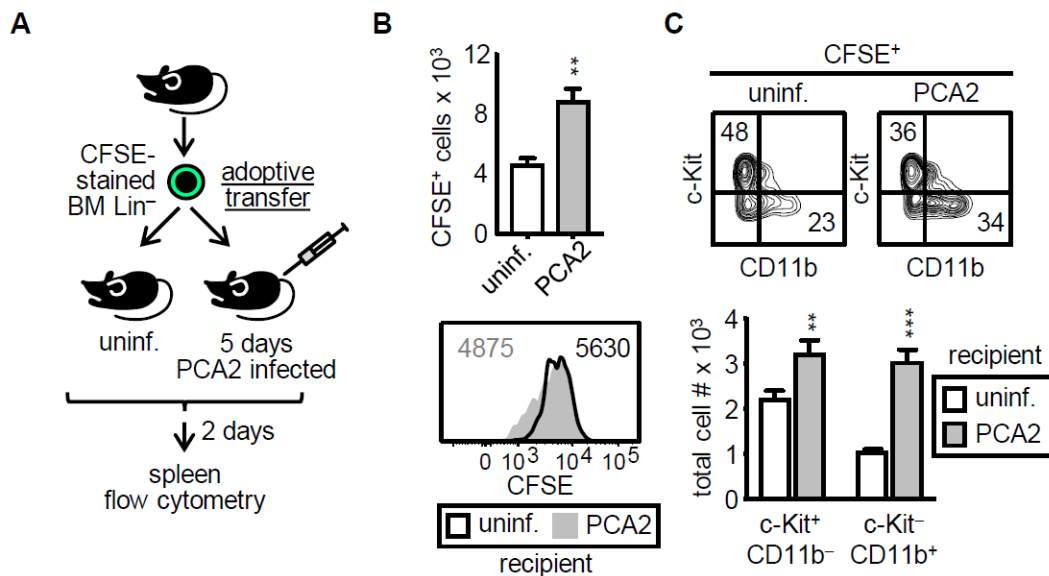 A
CFSE-
stained
BM Lin⁻
adoptive
transfer
uninf.
5 days
PCA2 infected
2 days
spleen
flow cytometry
B
CFSE⁺ cells x 10³
12
8
4
0
**
uninf.
PCA2
4875
5630
0 10³ 10⁴ 10⁵
CFSE
uninf. PCA2
recipient
C
CFSE⁺
uninf.
PCA2
c-Kit
48
23
CD11b
c-Kit
36
34
CD11b
total cell # x 10³
4
3
2
1
0
**
***
c-Kit⁺
CD11b⁻
c-Kit⁻
CD11b⁺
recipient
uninf.
PCA2